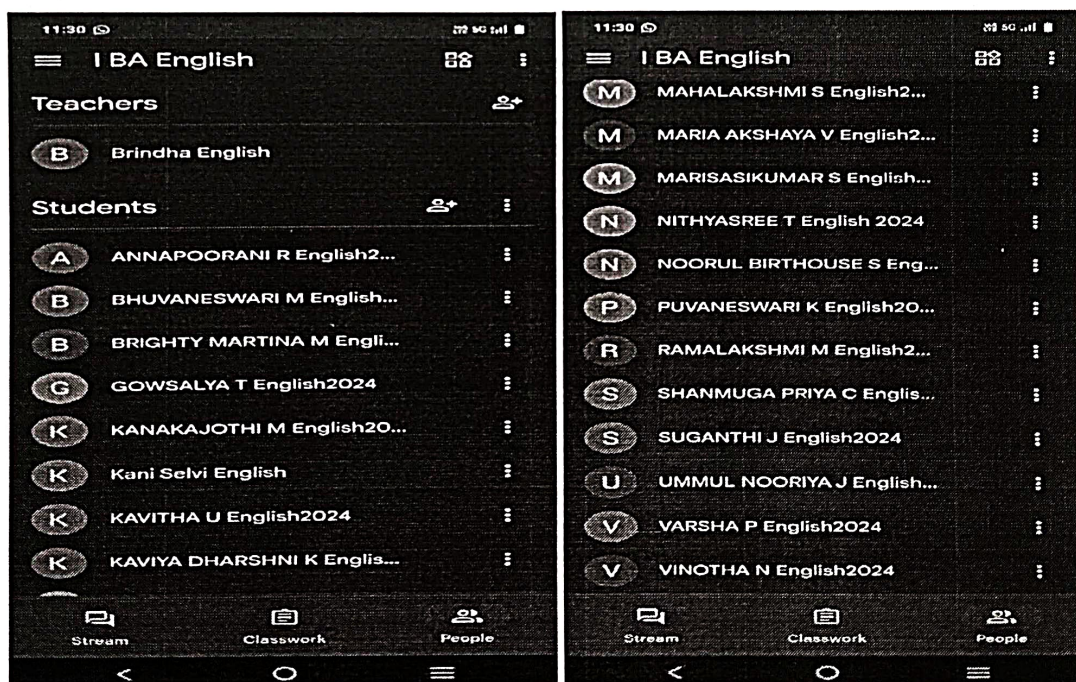 11:30
5G
I BA English
Teachers
B
Brindha English
Students
A
ANNAPOORANI R English2...
B
BHUVANESWARI M English...
B
BRIGHTY MARTINA M Engli...
G
GOWSALYA T English2024
K
KANAKAJOTHI M English20...
K
Kani Selvi English
K
KAVITHA U English2024
K
KAVIYA DHARSHNI K Englis...
Stream
Classwork
People
11:30
5G
I BA English
M
MAHALAKSHMI S English2...
M
MARIA AKSHAYA V English2...
M
MARISASIKUMAR S English...
N
NITHYASREE T English 2024
N
NOORUL BIRTHOUSE S Eng...
P
PUVANESWARI K English20...
R
RAMALAKSHMI M English2...
S
SHANMUGA PRIYA C Englis...
S
SUGANTHI J English2024
U
UMMUL NOORIYA J English...
V
VARSHA P English2024
V
VINOTHA N English2024
Stream
Classwork
People